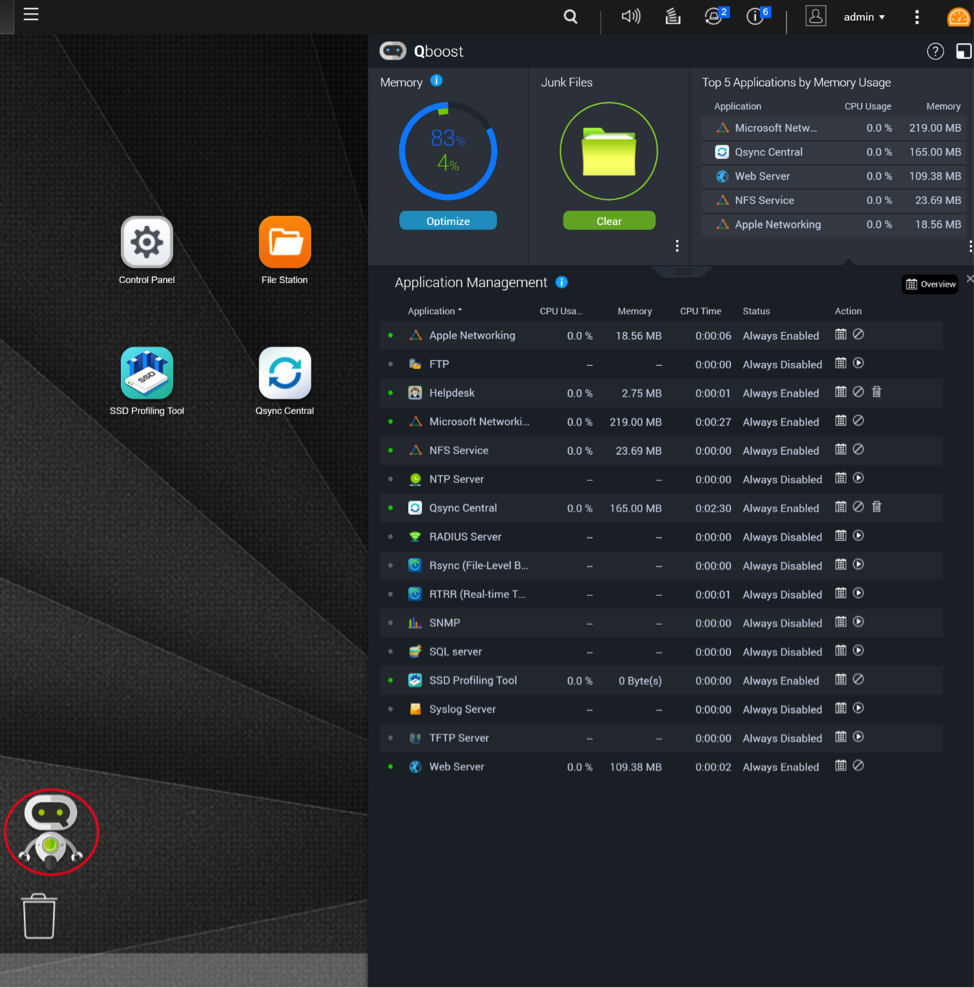 2
6
admin
Qboost
Memory
Junk Files
Top 5 Applications by Memory Usage
83%
4%
Optimize
Clear
Application CPU Usage Memory
Microsoft Netw... 0.0 % 219.00 MB
Qsync Central 0.0 % 165.00 MB
Web Server 0.0 % 109.38 MB
NFS Service 0.0 % 23.69 MB
Apple Networking 0.0 % 18.56 MB
Control Panel
File Station
SSD
SSD Profiling Tool
Qsync Central
Application Management
Overview
Application CPU Usa... Memory CPU Time Status Action
Apple Networking 0.0 % 18.56 MB 0:00:06 Always Enabled
FTP -- -- 0:00:00 Always Disabled
Helpdesk 0.0 % 2.75 MB 0:00:01 Always Enabled
Microsoft Networki... 0.0 % 219.00 MB 0:00:27 Always Enabled
NFS Service 0.0 % 23.69 MB 0:00:00 Always Enabled
NTP Server -- -- 0:00:00 Always Disabled
Qsync Central 0.0 % 165.00 MB 0:02:30 Always Enabled
RADIUS Server -- -- 0:00:00 Always Disabled
Rsync (File-Level B... -- -- 0:00:00 Always Disabled
RTRR (Real-time T... -- -- 0:00:01 Always Disabled
SNMP -- -- 0:00:00 Always Disabled
SQL server -- -- 0:00:00 Always Disabled
SSD Profiling Tool 0.0 % 0 Byte(s) 0:00:00 Always Enabled
Syslog Server -- -- 0:00:00 Always Disabled
TFTP Server -- -- 0:00:00 Always Disabled
Web Server 0.0 % 109.38 MB 0:00:02 Always Enabled